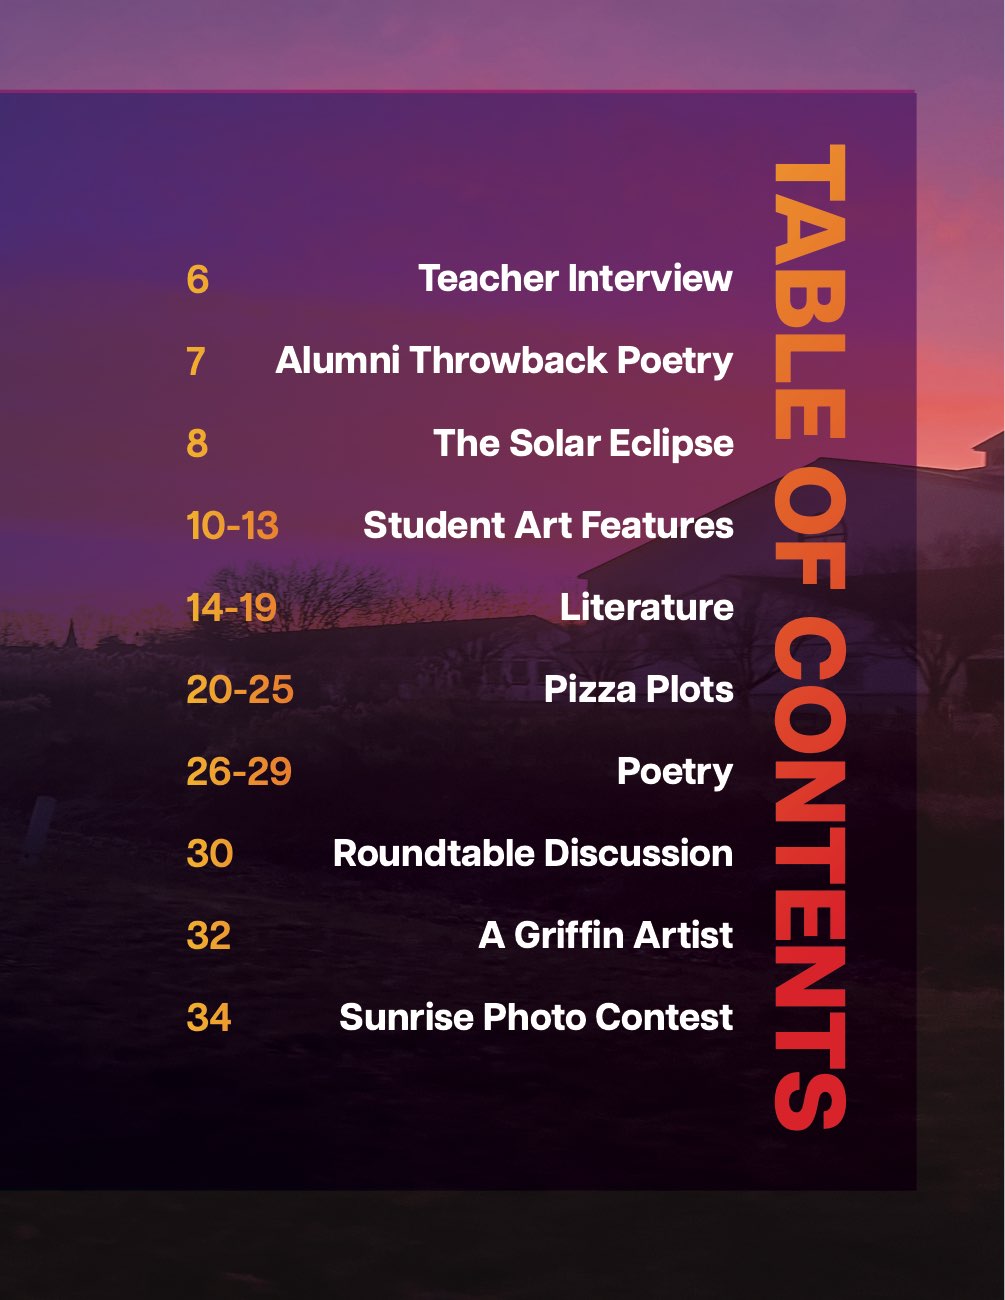 TABLE OF CONTENTS
6 Teacher Interview
7 Alumni Throwback Poetry
8 The Solar Eclipse
10-13 Student Art Features
14-19 Literature
20-25 Pizza Plots
26-29 Poetry
30 Roundtable Discussion
32 A Griffin Artist
34 Sunrise Photo Contest